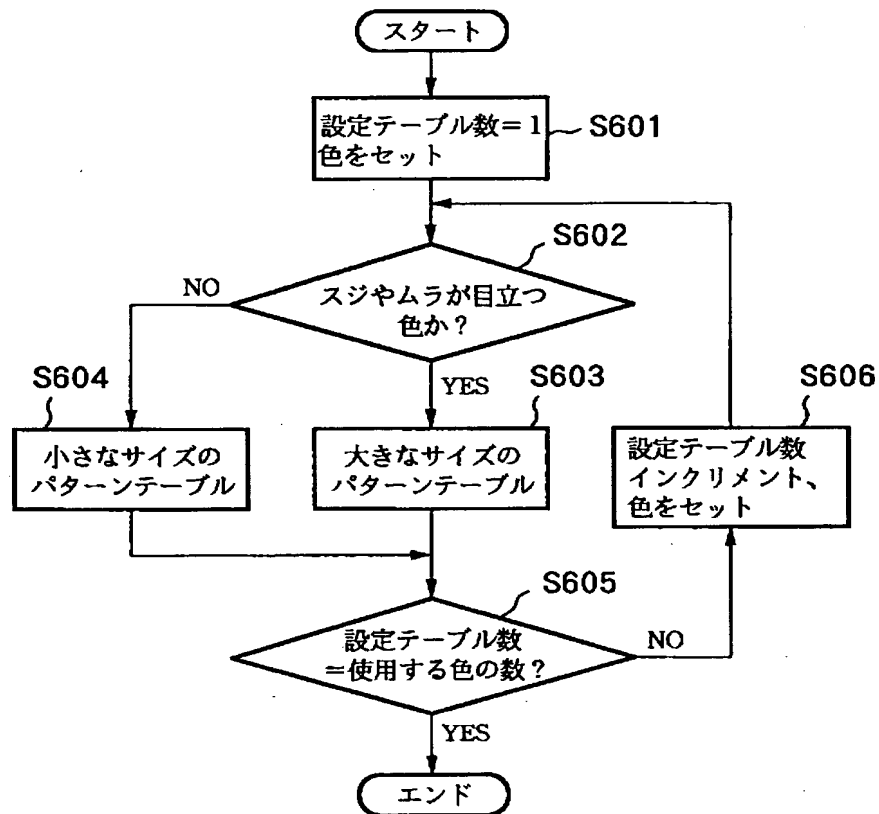 スタート
設定テーブル数=1
色をセット
S601
S602
スジやムラが目立つ
色か?
NO
YES
S604
小さなサイズの
パターンテーブル
S603
大きなサイズの
パターンテーブル
S606
設定テーブル数
インクリメント、
色をセット
S605
設定テーブル数
=使用する色の数?
NO
YES
エンド